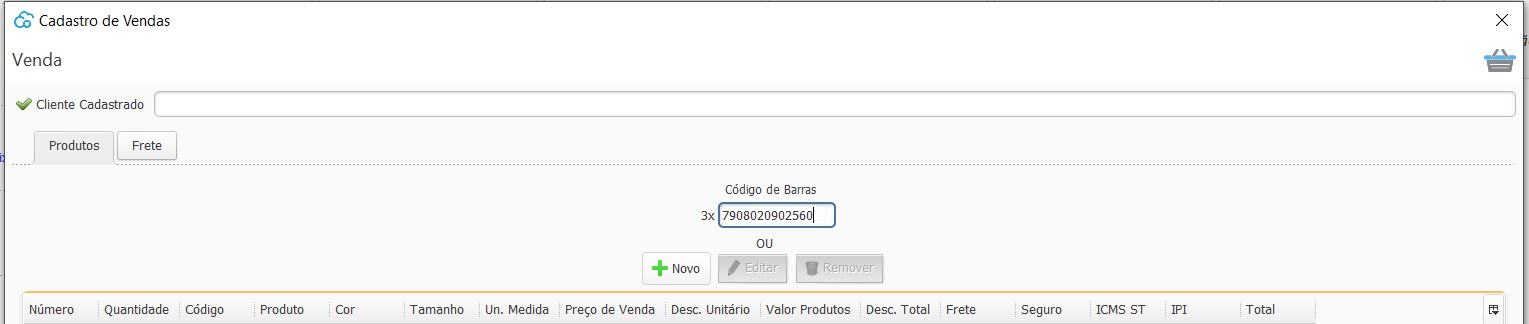 Cadastro de Vendas
Venda
Cliente Cadastrado
Produtos Frete
Código de Barras
3x 7908020902560
OU
Novo Editar Remover
Número Quantidade Código Produto Cor Tamanho Un. Medida Preço de Venda Desc. Unitário Valor Produtos Desc. Total Frete Seguro ICMS ST IPI Total